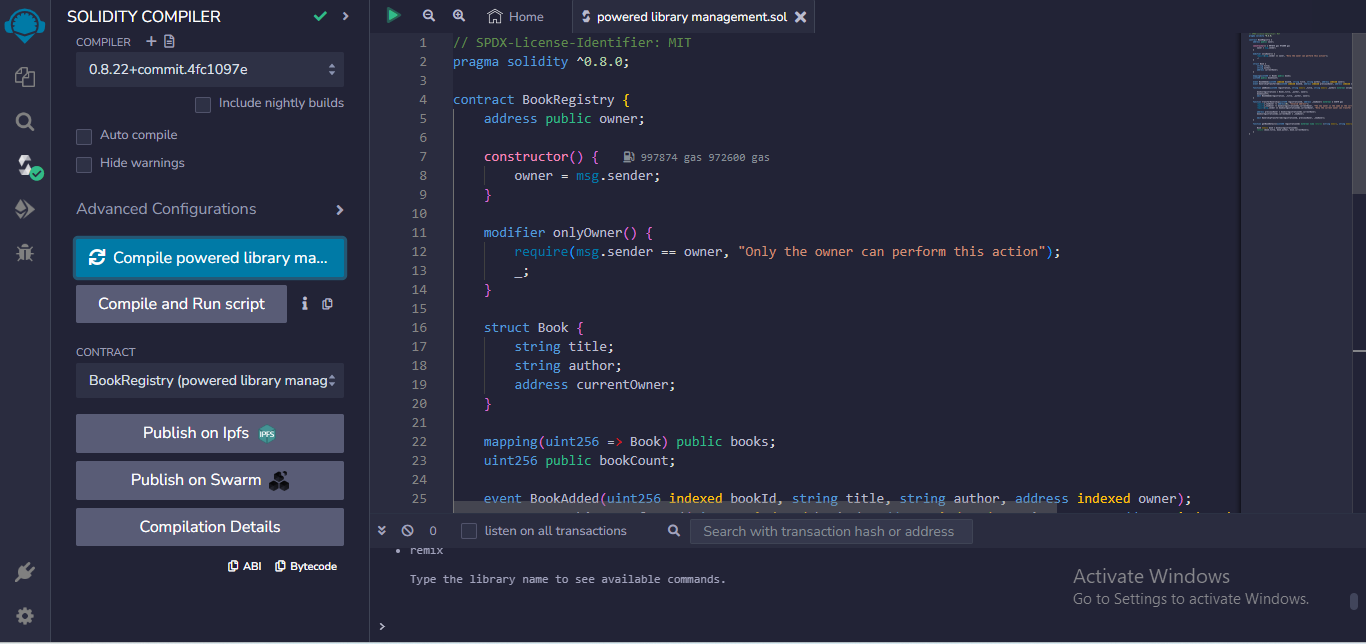 SOLIDITY COMPILER
COMPILER
0.8.22+commit.4fc1097e
Include nightly builds
Auto compile
Hide warnings
Advanced Configurations
Compile powered library ma...
Compile and Run script
CONTRACT
BookRegistry (powered library manag
Publish on Ipfs IPFS
Publish on Swarm
Compilation Details
ABI Bytecode
Home
powered library management.sol
1 // SPDX-License-Identifier: MIT
2 pragma solidity ^0.8.0;
3
4 contract BookRegistry {
5 address public owner;
6
7 constructor() { 997874 gas 972600 gas
8 owner = msg.sender;
9 }
10
11 modifier onlyOwner() {
12 require(msg.sender == owner, "Only the owner can perform this action");
13 _;
14 }
15
16 struct Book {
17 string title;
18 string author;
19 address currentOwner;
20 }
21
22 mapping(uint256 => Book) public books;
23 uint256 public bookCount;
24
25 event BookAdded(uint256 indexed bookId, string title, string author, address indexed owner);
0 listen on all transactions Search with transaction hash or address
• remix
Type the library name to see available commands.
>
Activate Windows
Go to Settings to activate Windows.